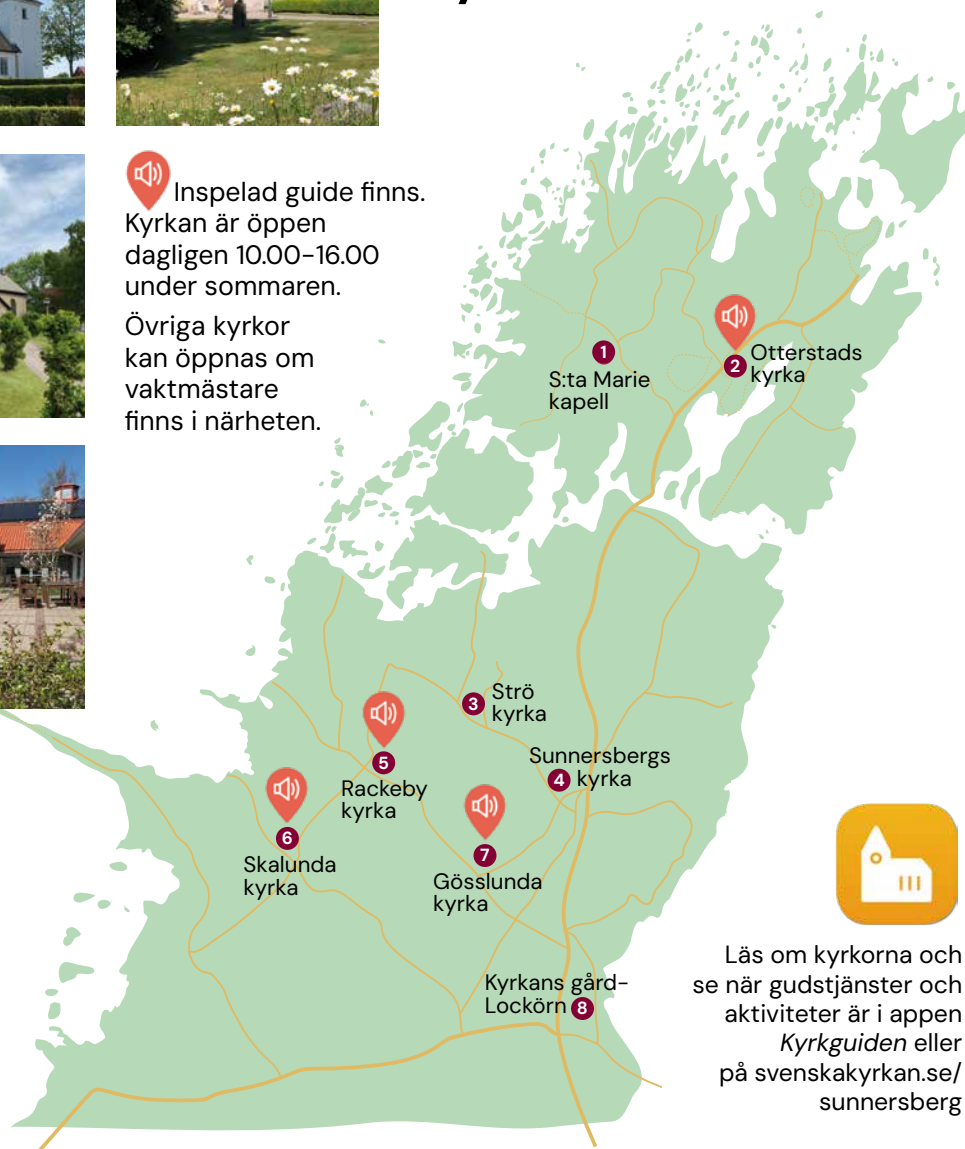 Inspelad guide finns.
Kyrkan är öppen
dagligen 10.00–16.00
under sommaren.
Övriga kyrkor
kan öppnas om
vaktmästare
finns i närheten.
1
S:ta Marie
kapell
2 Otterstads
kyrka
3 Strö
kyrka
Sunnersbergs
4 kyrka
5
Rackeby
kyrka
6
Skalunda
kyrka
7
Gösslunda
kyrka
Kyrkans gård–
Lockörn 8
Läs om kyrkorna och
se när gudstjänster och
aktiviteter är i appen
Kyrkguiden eller
på svenskakyrkan.se/
sunnersberg